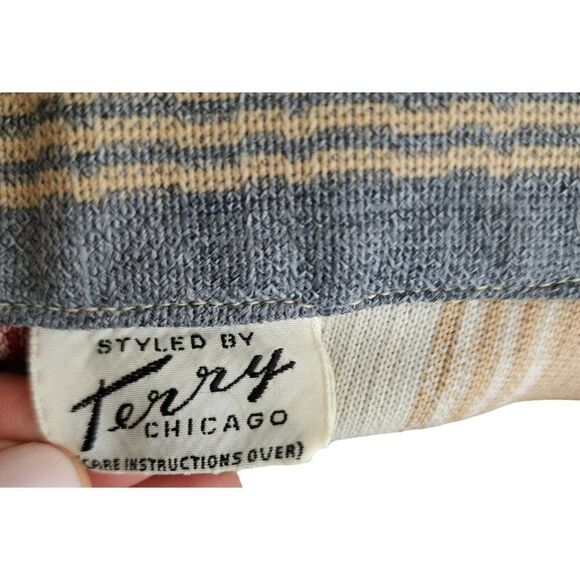 STYLED BY
Terry
CHICAGO
(CARE INSTRUCTIONS OVER)